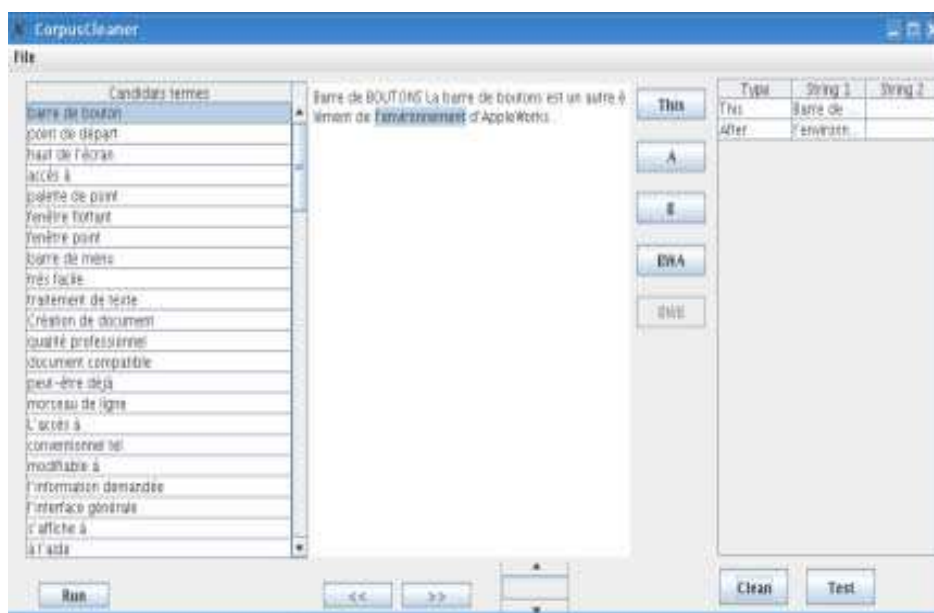 CorpusCleaner
File
Candidats termes
barre de bouton
point de départ
haut de l'écran
accès à
palette de point
fenêtre flottant
fenêtre point
barre de menu
très facile
traitement de texte
Création de document
qualité professionnel
document compatible
peut-être déjà
morceau de ligne
L'accès à
conventionnel tel
modifiable à
l'information demandée
l'interface générale
s'affiche à
à l'aide
Barre de BOUTONS La barre de boutons est un autre é
lément de l'environnement d'AppleWorks
This
A
B
BWA
BWB
Type String 1 String 2
This Barre de
After l'environ...
Run
<< >>
Clean Test